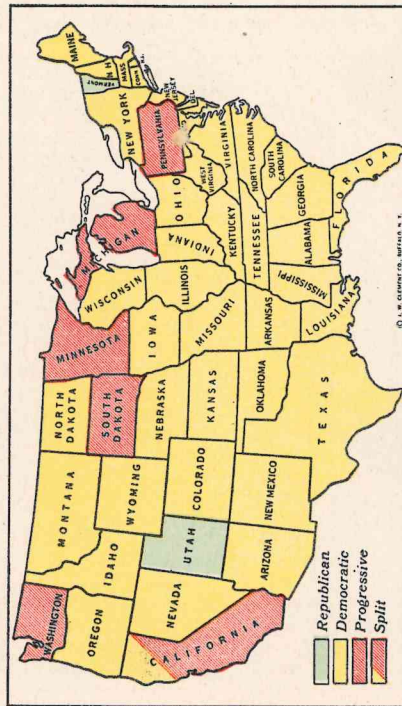 WASHINGTON
OREGON
CALIFORNIA
NEVADA
IDAHO
MONTANA
WYOMING
UTAH
ARIZONA
COLORADO
NEW MEXICO
NORTH
DAKOTA
SOUTH
DAKOTA
NEBRASKA
KANSAS
OKLAHOMA
TEXAS
MINNESOTA
IOWA
MISSOURI
ARKANSAS
LOUISIANA
WISCONSIN
ILLINOIS
MICHIGAN
INDIANA
OHIO
KENTUCKY
TENNESSEE
MISSISSIPPI
ALABAMA
GEORGIA
FLORIDA
SOUTH
CAROLINA
NORTH CAROLINA
VIRGINIA
WEST
VIRGINIA
PENNSYLVANIA
NEW YORK
VERMONT
N H
MAINE
MASS
CONN
R.I.
NEW
JERSEY
DEL.
Republican
Democratic
Progressive
Split
© J. W. CLEMENT CO., BUFFALO, N. Y.